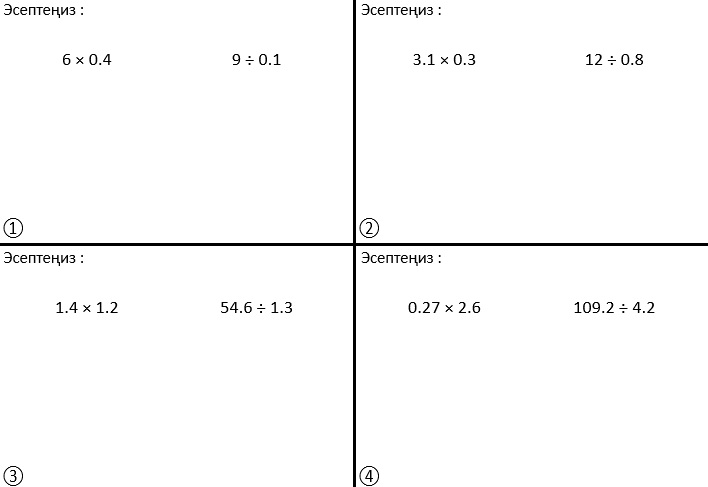 Эсептеңиз :
6 × 0.4 9 ÷ 0.1
①
Эсептеңиз :
3.1 × 0.3 12 ÷ 0.8
②
Эсептеңиз :
1.4 × 1.2 54.6 ÷ 1.3
③
Эсептеңиз :
0.27 × 2.6 109.2 ÷ 4.2
④